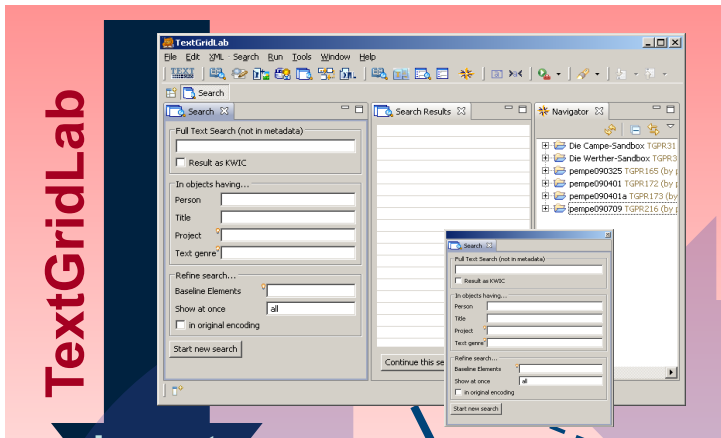 TextGridLab
TextGridLab
File Edit XML Search Run Tools Window Help
TEXT
Search
Search
Full Text Search (not in metadata)
Result as KWIC
In objects having...
Person
Title
Project
Text genre
Refine search...
Baseline Elements
Show at once all
in original encoding
Start new search
Search Results
Continue this se
Navigator
Die Campe-Sandbox TGPR31
Die Werther-Sandbox TGPR3
pempe090325 TGPR165 (by p
pempe090401 TGPR172 (by p
pempe090401a TGPR173 (by
pempe090709 TGPR216 (by p
Search
Full Text Search (not in metadata)
Result as KWIC
In objects having...
Person
Title
Project
Text genre
Refine search...
Baseline Elements
Show at once all
in original encoding
Start new search